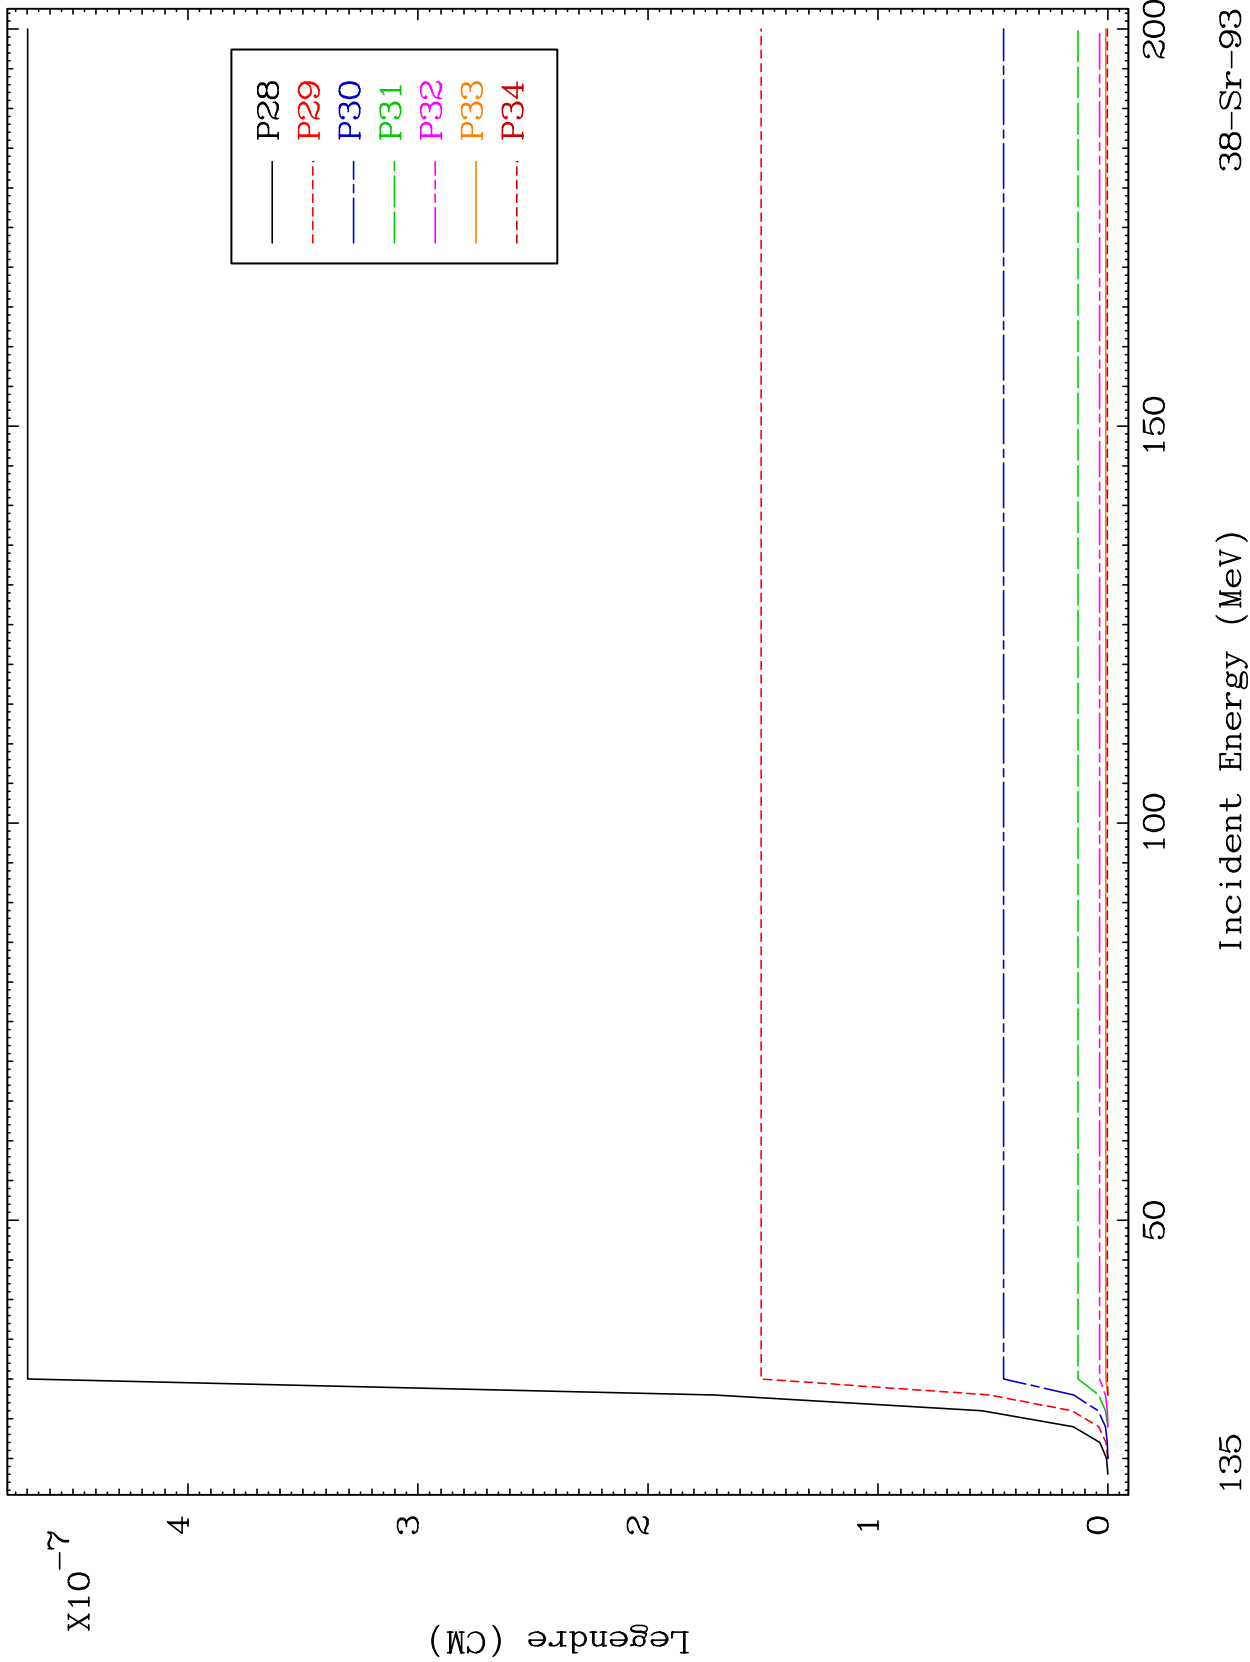 X10-7
4
3
2
1
0
Legendre (CM)
P28
P29
P30
P31
P32
P33
P34
50
100
150
200
135
Incident Energy (MeV)
38-Sr-93